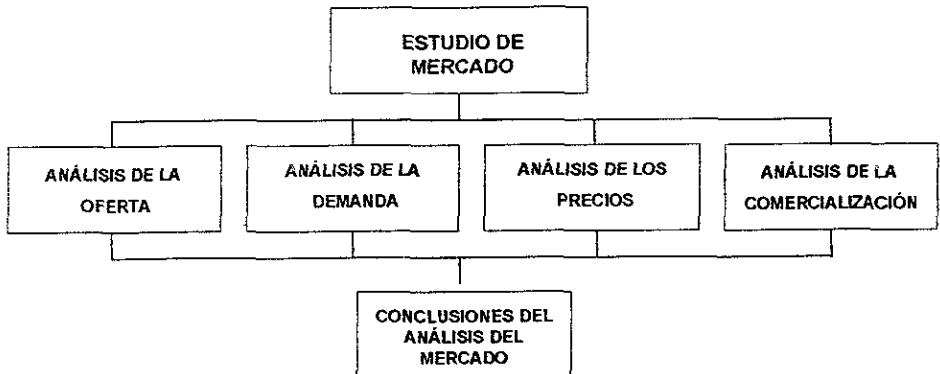 ESTUDIO DE
MERCADO
ANÁLISIS DE LA
OFERTA
ANÁLISIS DE LA
DEMANDA
ANÁLISIS DE LOS
PRECIOS
ANÁLISIS DE LA
COMERCIALIZACIÓN
CONCLUSIONES DEL
ANÁLISIS DEL
MERCADO